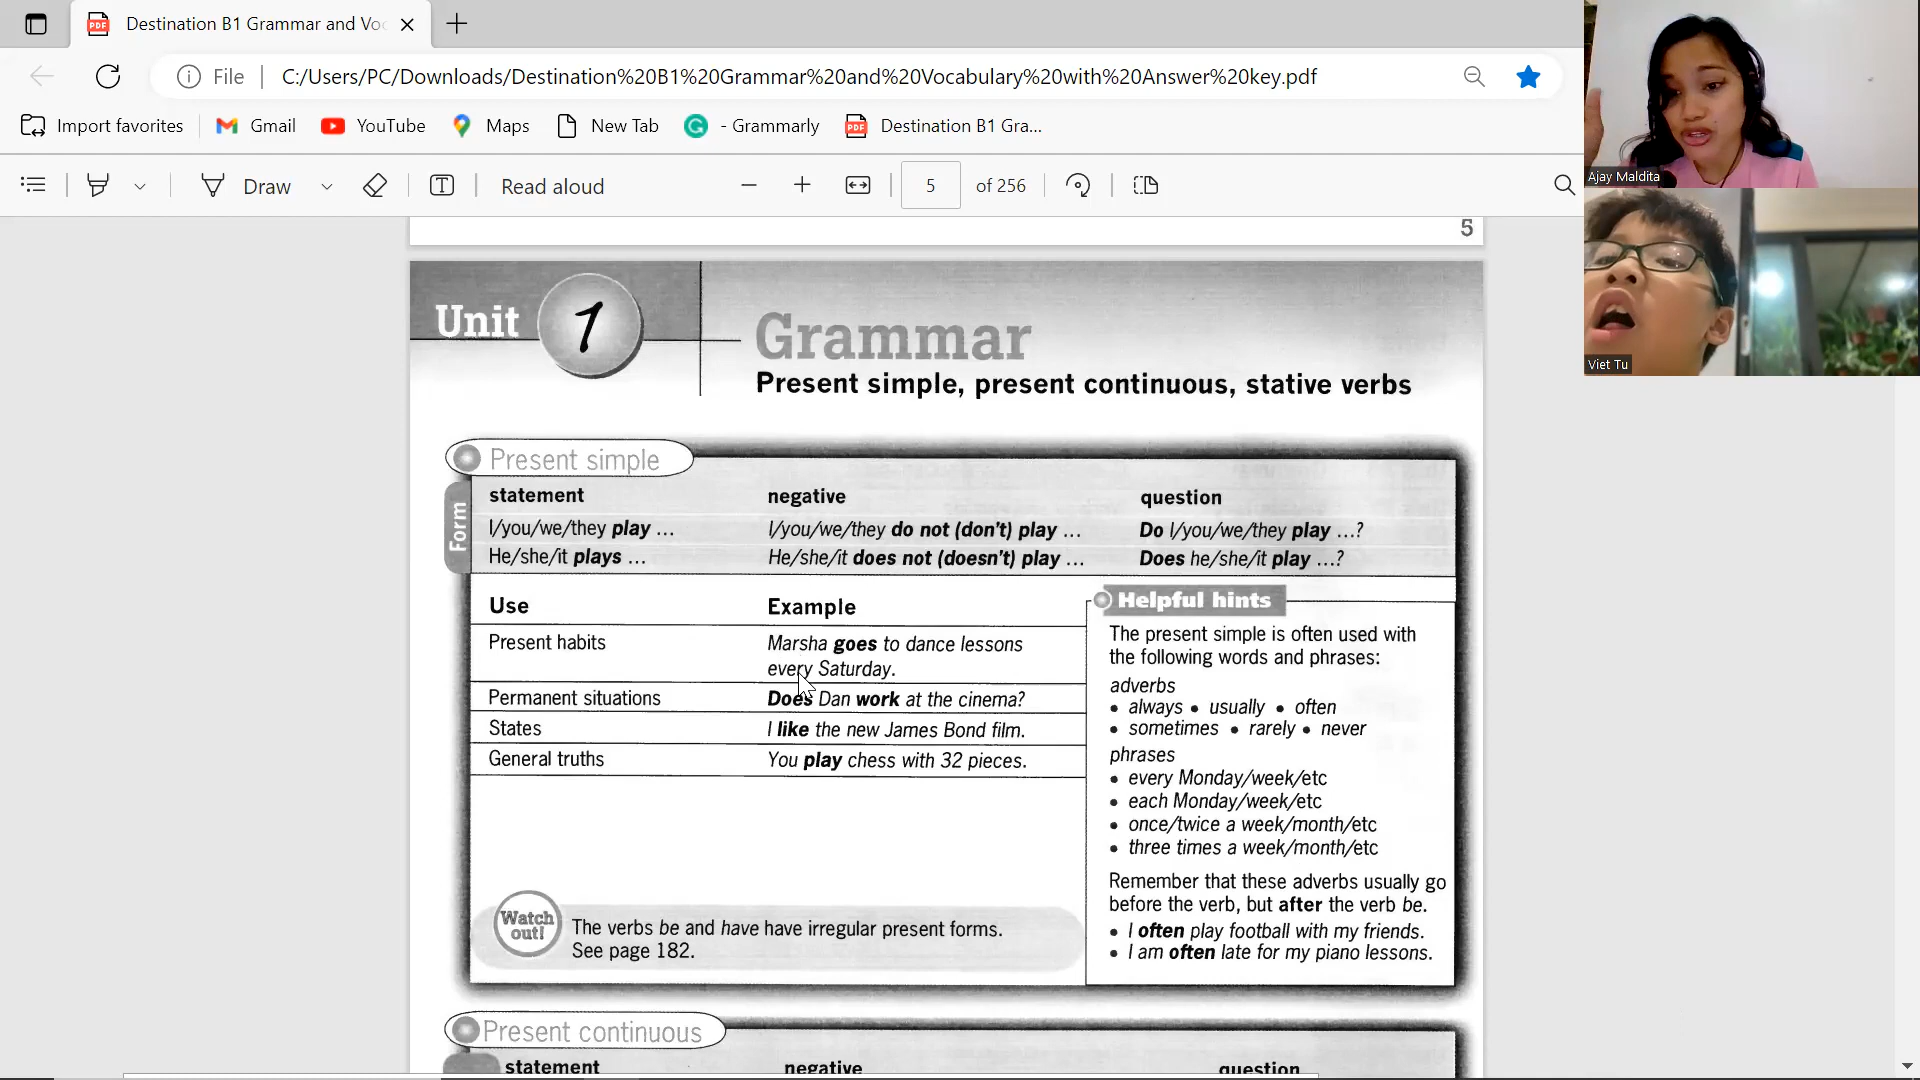 Destination B1 Grammar and Voc
File
C:/Users/PC/Downloads/Destination%20B1%20Grammar%20and%20Vocabulary%20with%20Answer%20key.pdf
Import favorites
Gmail
YouTube
Maps
New Tab
- Grammarly
Destination B1 Gra...
Draw
Read aloud
5
of 256
Ajay Maldita
Viet Tu
5
Unit 1
Grammar
Present simple, present continuous, stative verbs
Present simple
Form
statement negative question
I/you/we/they play ... I/you/we/they do not (don't) play ... Do I/you/we/they play ...?
He/she/it plays ... He/she/it does not (doesn't) play ... Does he/she/it play ...?
Use Example
Present habits Marsha goes to dance lessons
every Saturday.
Permanent situations Does Dan work at the cinema?
States I like the new James Bond film.
General truths You play chess with 32 pieces.
Watch
out!
The verbs be and have have irregular present forms.
See page 182.
Helpful hints
The present simple is often used with
the following words and phrases:
adverbs
• always • usually • often
• sometimes • rarely • never
phrases
• every Monday/week/etc
• each Monday/week/etc
• once/twice a week/month/etc
• three times a week/month/etc
Remember that these adverbs usually go
before the verb, but after the verb be.
• I often play football with my friends.
• I am often late for my piano lessons.
Present continuous
statement negative question